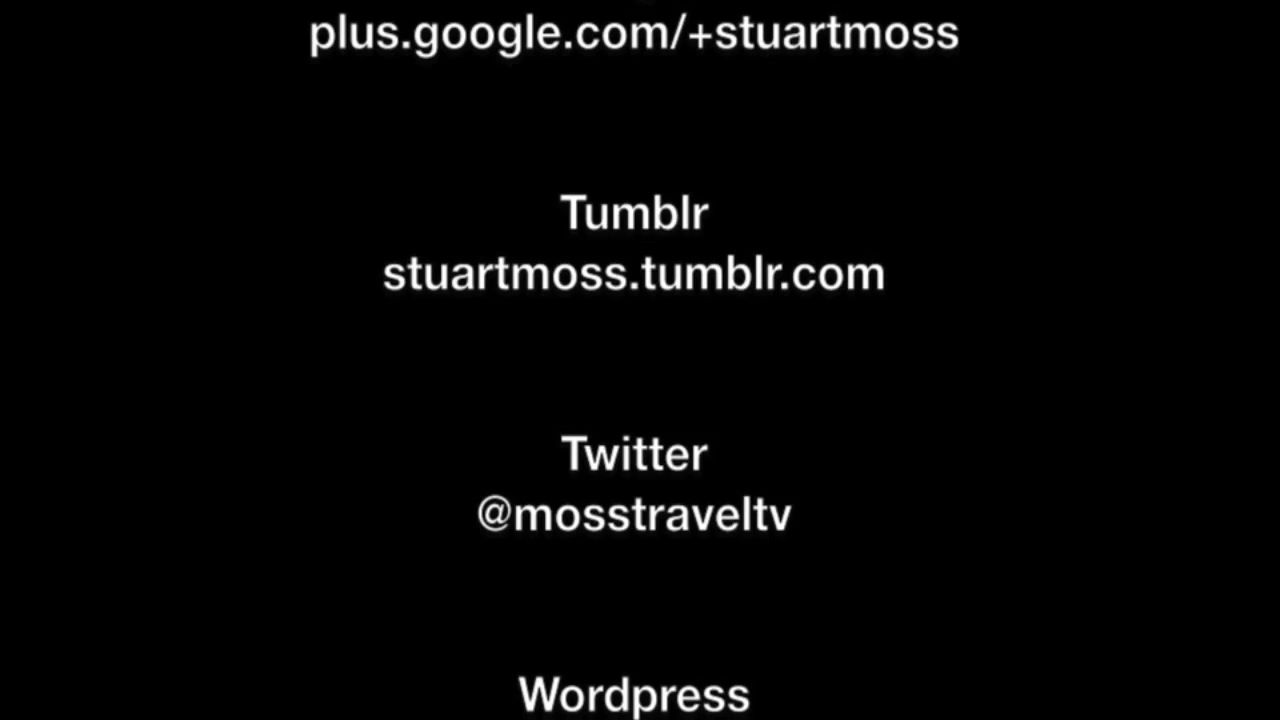 plus.google.com/+stuartmoss
Tumblr
stuartmoss.tumblr.com
Twitter
@mosstraveltv
Wordpress